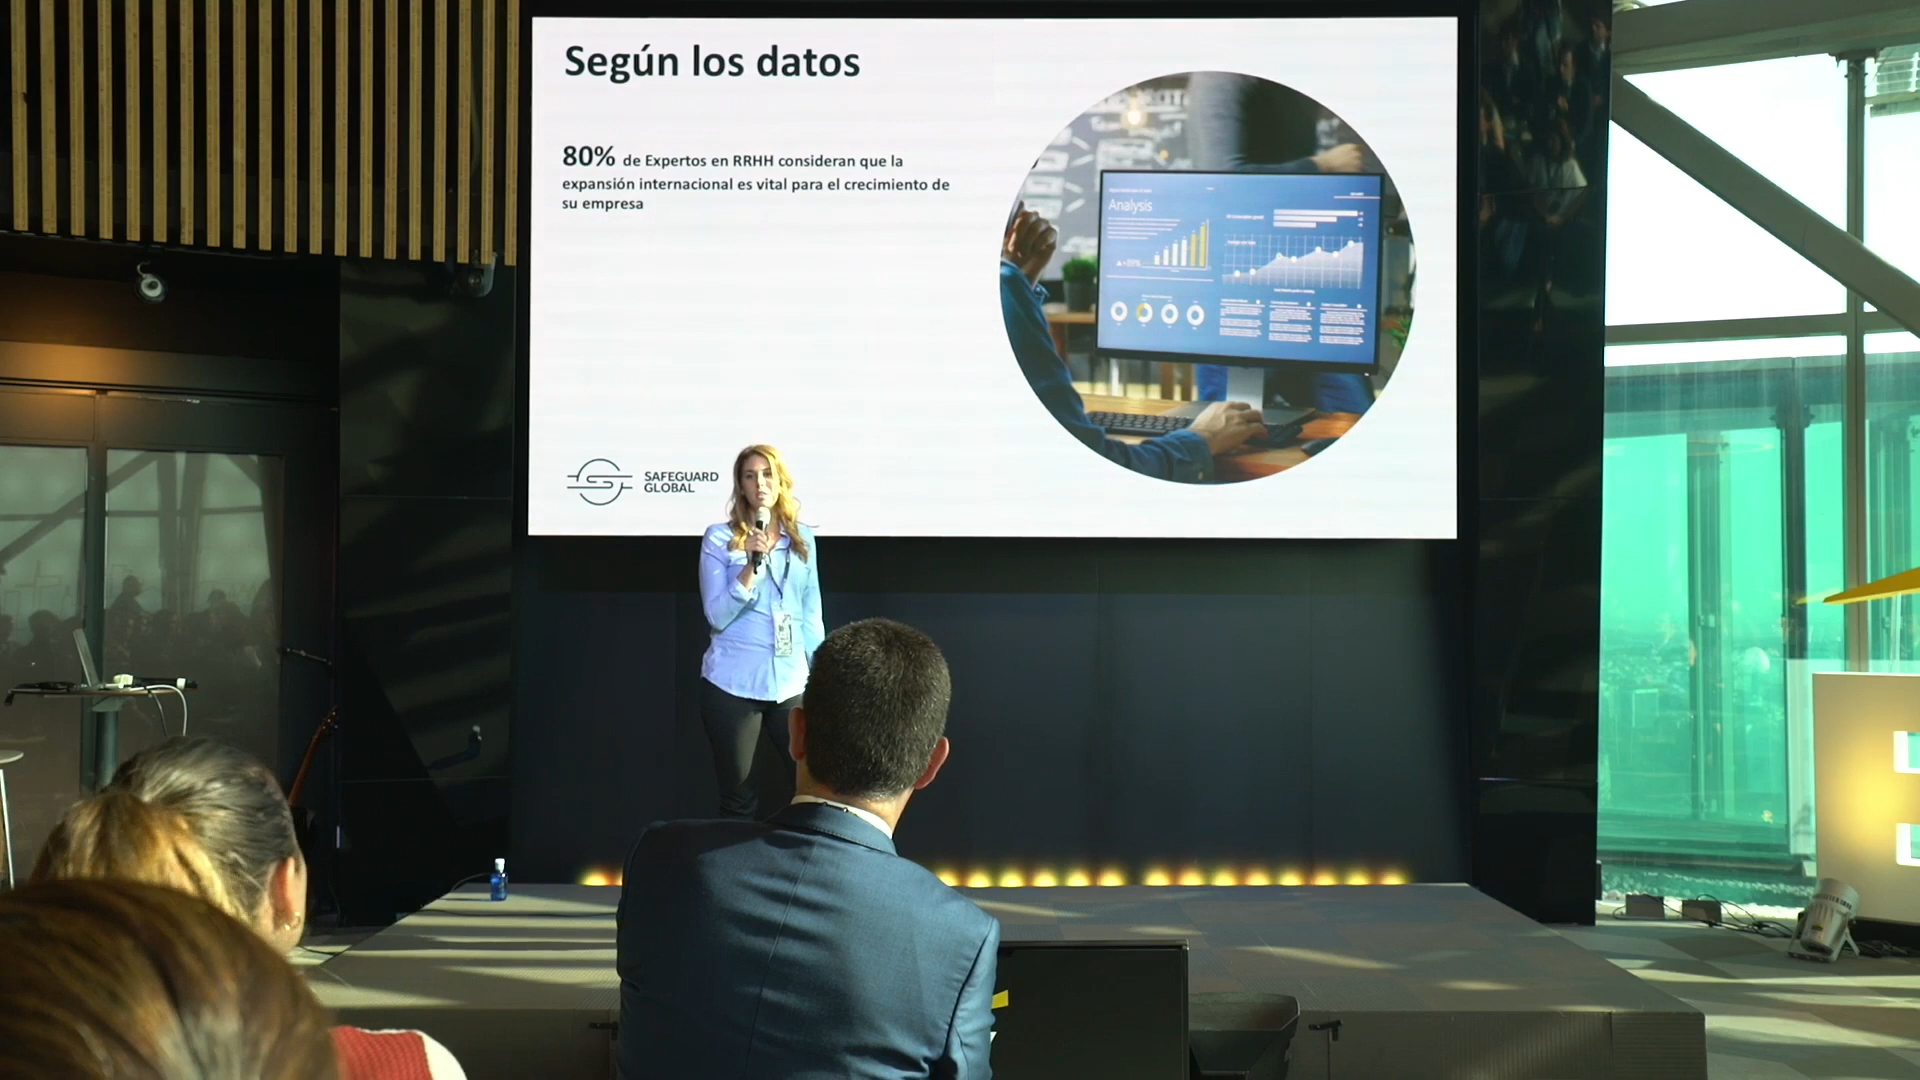 Según los datos
80% de Expertos en RRHH consideran que la
expansión internacional es vital para el crecimiento de
su empresa
Analysis
SAFEGUARD
GLOBAL